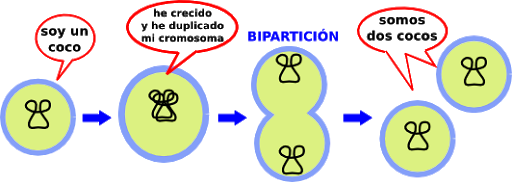 soy un
coco
he crecido
y he duplicado
mi cromosoma
BIPARTICIÓN
somos
dos cocos